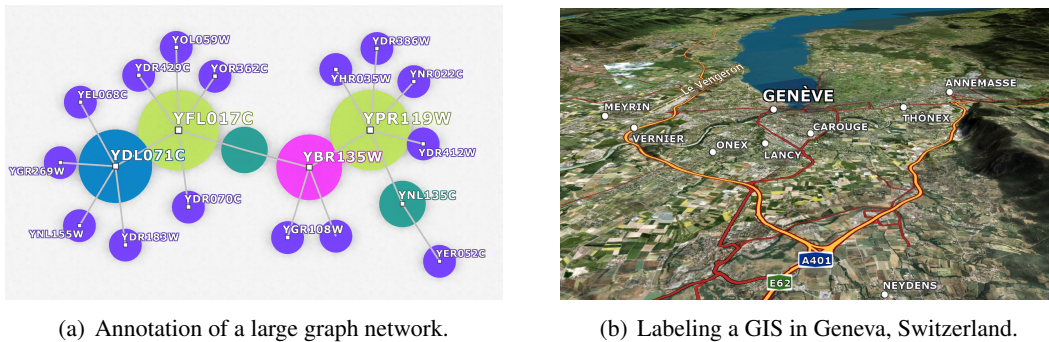 YOL059W
YDR386W
YDR429C
YOR362C
YHR035W
YNR022C
YEL068C
YFL017C
YPR119W
YDL071C
YBR135W
YDR412W
YGR269W
YDR070C
YNL135C
YNL155W
YDR183W
YGR108W
YER052C
(a) Annotation of a large graph network.
Le Vengeron
ANNEMASSE
GENÈVE
MEYRIN
THÔNEX
VERNIER
CAROUGE
ONEX
LANCY
A401
E62
NEYDENS
(b) Labeling a GIS in Geneva, Switzerland.